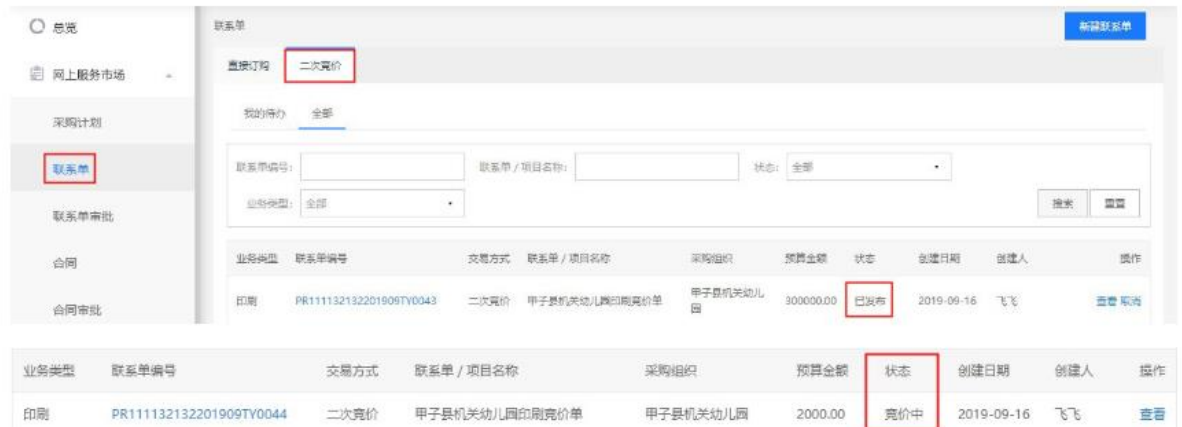 总览
联系单
新建联系单
网上服务市场
直接订购 二次竞价
采购计划
我的待办 全部
联系单
联系单编号: 联系单 / 项目名称: 状态: 全部
业务类型: 全部
搜索 重置
联系单审批
合同
业务类型 联系单编号 交易方式 联系单 / 项目名称 采购组织 预算金额 状态 创建日期 创建人 操作
印刷 PR111132132201909TY0043 二次竞价 甲子县机关幼儿园印刷竞价单 甲子县机关幼儿园 300000.00 已发布 2019-09-16 飞飞 查看 取消
合同审批
业务类型 联系单编号 交易方式 联系单 / 项目名称 采购组织 预算金额 状态 创建日期 创建人 操作
印刷 PR111132132201909TY0044 二次竞价 甲子县机关幼儿园印刷竞价单 甲子县机关幼儿园 2000.00 竞价中 2019-09-16 飞飞 查看